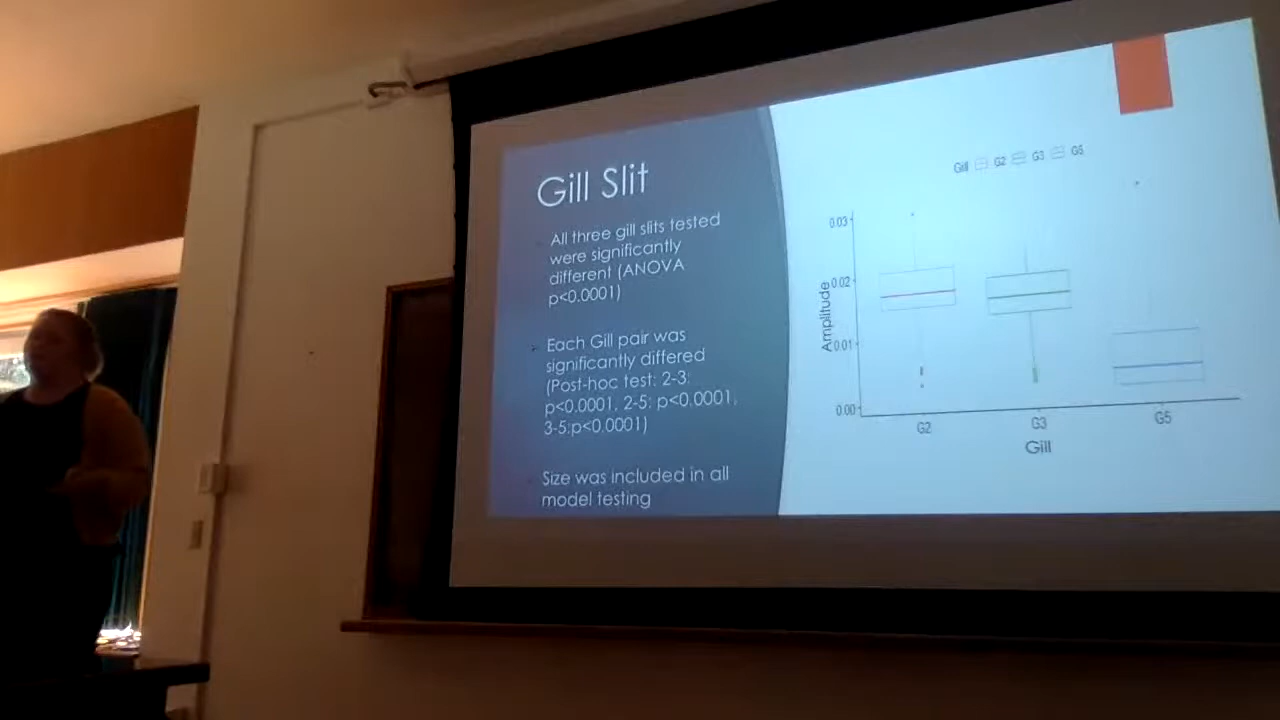 Gill Slit
All three gill slits tested
were significantly
different (ANOVA
p<0.0001)
Each Gill pair was
significantly differed
(Post-hoc test: 2-3:
p<0.0001, 2-5: p<0.0001,
3-5:p<0.0001)
Size was included in all
model testing
Gill G2 G3 G5
0.03
0.02
0.01
0.00
Amplitude
G2 G3 G5
Gill